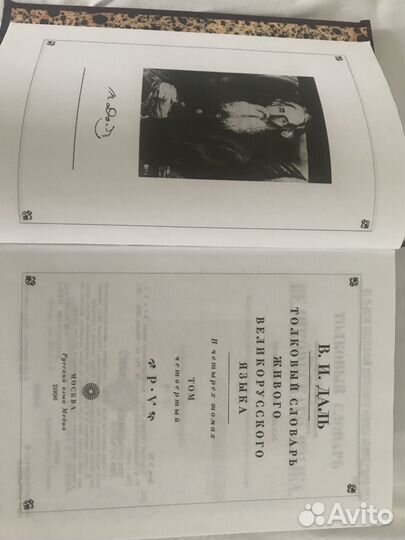 В. И. ДАЛЬ
ТОЛКОВЫЙ СЛОВАРЬ
ЖИВОГО
ВЕЛИКОРУССКОГО
ЯЗЫКА
В четырех томах
ТОМ
четвертый
Р • Ѵ
МОСКВА
Русский язык Медиа
2006
Avito